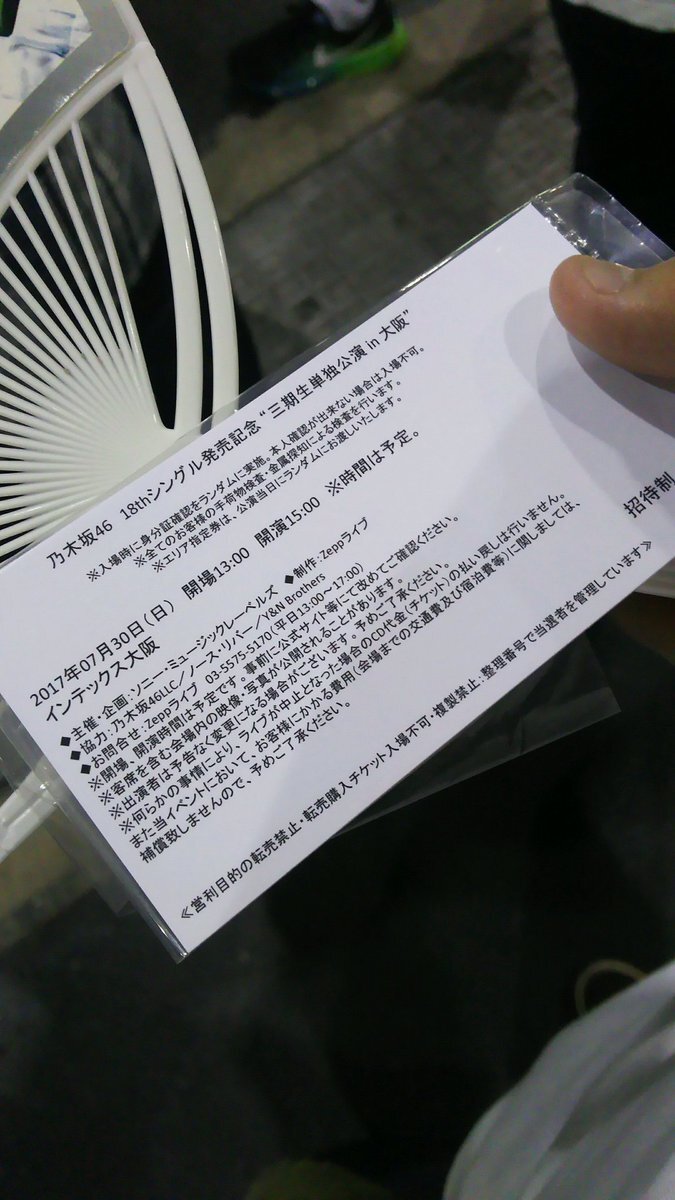 乃木坂46 18thシングル発売記念“三期生単独公演 in 大阪”
※入場時に身分証確認をランダムに実施。本人確認が出来ない場合は入場不可。
※全てのお客様の手荷物検査・金属探知による検査を行います。
※エリア指定券は、公演当日にランダムにお渡しいたします。
2017年07月30日(日) 開場13:00 開演15:00 ※時間は予定。
インテックス大阪
招待制
◆主催・企画:ソニー・ミュージックレーベルズ ◆制作:Zeppライブ
◆協力:乃木坂46LLC/ノース・リバー/Y&N Brothers
◆お問合せ:Zeppライブ 03-5575-5170(平日13:00~17:00)
※開場、開演時間は予定です。事前に公式サイト等にて改めてご確認ください。
※客席を含む会場内の映像・写真が公開されることがあります。
※出演者は予告なく変更になる場合がございます。予めご了承ください。
※何らかの事情により、ライブが中止となった場合のCD代金(チケット)の払い戻しは行いません。
また当イベントにおいて、お客様にかかる費用(会場までの交通費及び宿泊費等)に関しましては、
補償致しませんので、予めご了承ください。
≪営利目的の転売禁止・転売購入チケット入場不可・複製禁止:整理番号で当選者を管理しています≫